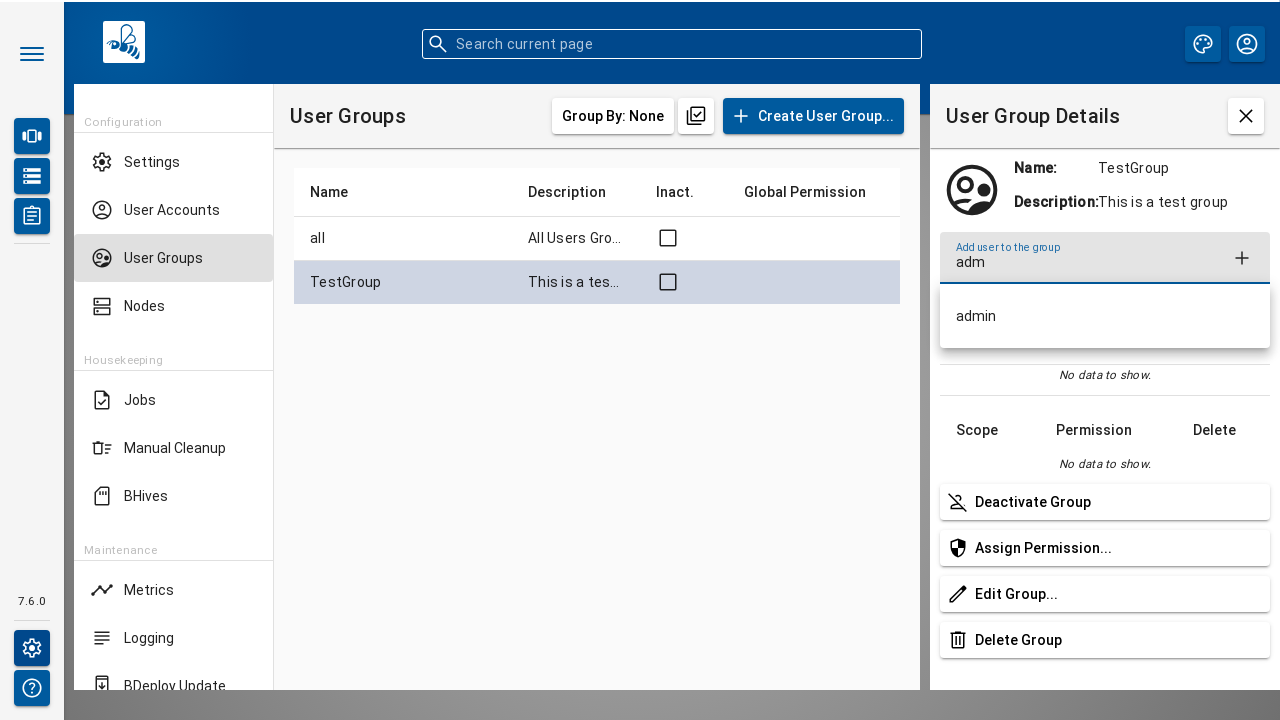 Search current page
Configuration
Settings
User Accounts
User Groups
Nodes
Housekeeping
Jobs
Manual Cleanup
BHives
Maintenance
Metrics
Logging
BDeploy Update
7.6.0
User Groups
Group By: None
Create User Group...
Name Description Inact. Global Permission
all All Users Gro...
TestGroup This is a tes...
User Group Details
Name: TestGroup
Description: This is a test group
Add user to the group
adm
admin
No data to show.
Scope Permission Delete
No data to show.
Deactivate Group
Assign Permission...
Edit Group...
Delete Group